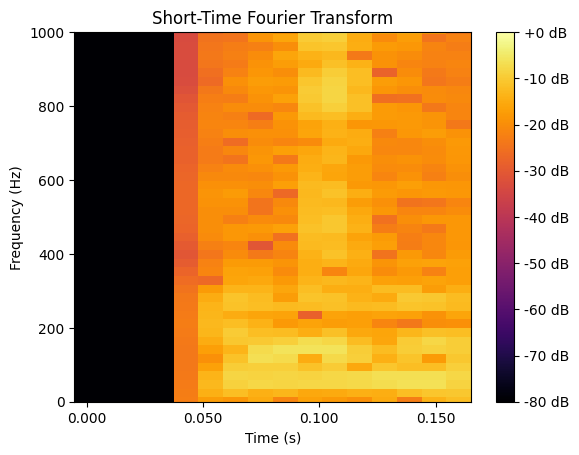 Short-Time Fourier Transform
1000
800
600
400
200
0
Frequency (Hz)
0.000
0.050
0.100
0.150
Time (s)
+0 dB
-10 dB
-20 dB
-30 dB
-40 dB
-50 dB
-60 dB
-70 dB
-80 dB